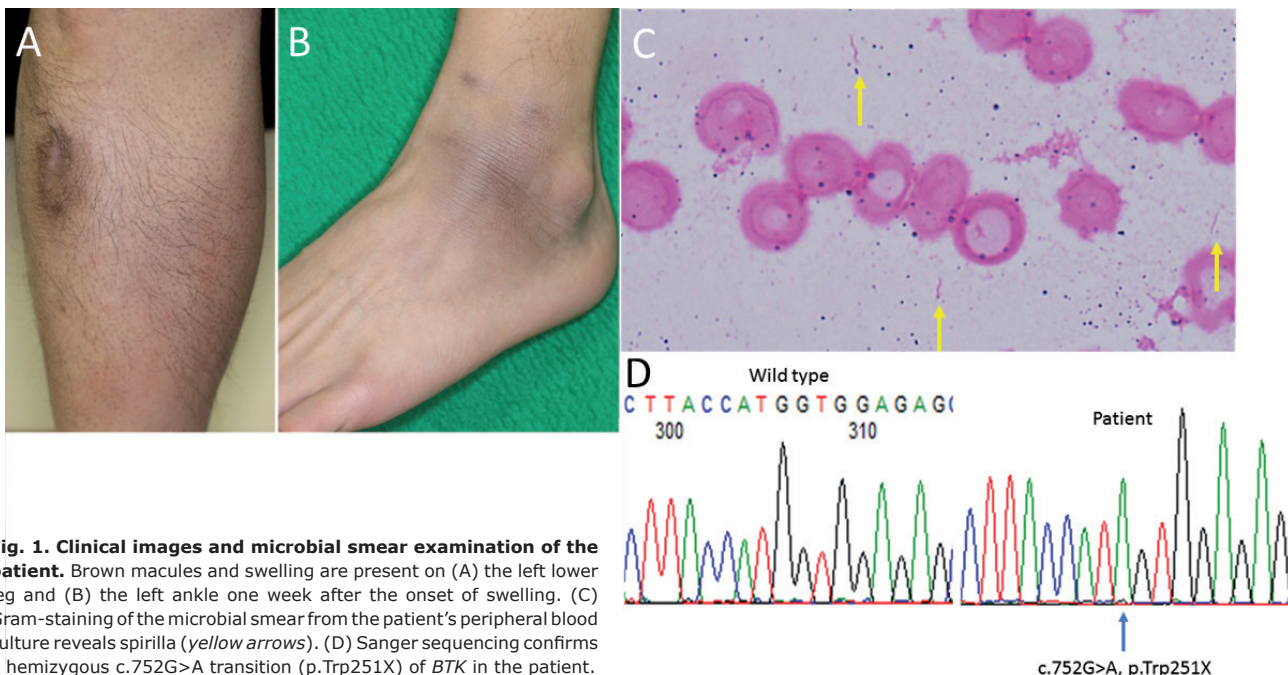 A
B
C
D
Wild type
C T T A C C A T G G T G G A G A G
300 310
Patient
c.752G>A, p.Trp251X
ig. 1. Clinical images and microbial smear examination of the
patient. Brown macules and swelling are present on (A) the left lower
eg and (B) the left ankle one week after the onset of swelling. (C)
Gram-staining of the microbial smear from the patient's peripheral blood
ulture reveals spirilla (yellow arrows). (D) Sanger sequencing confirms
hemizygous c.752G>A transition (p.Trp251X) of BTK in the patient.